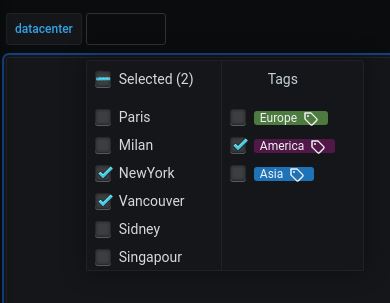 datacenter
Selected (2)
Tags
Paris
Europe
Milan
America
NewYork
Asia
Vancouver
Sidney
Singapour